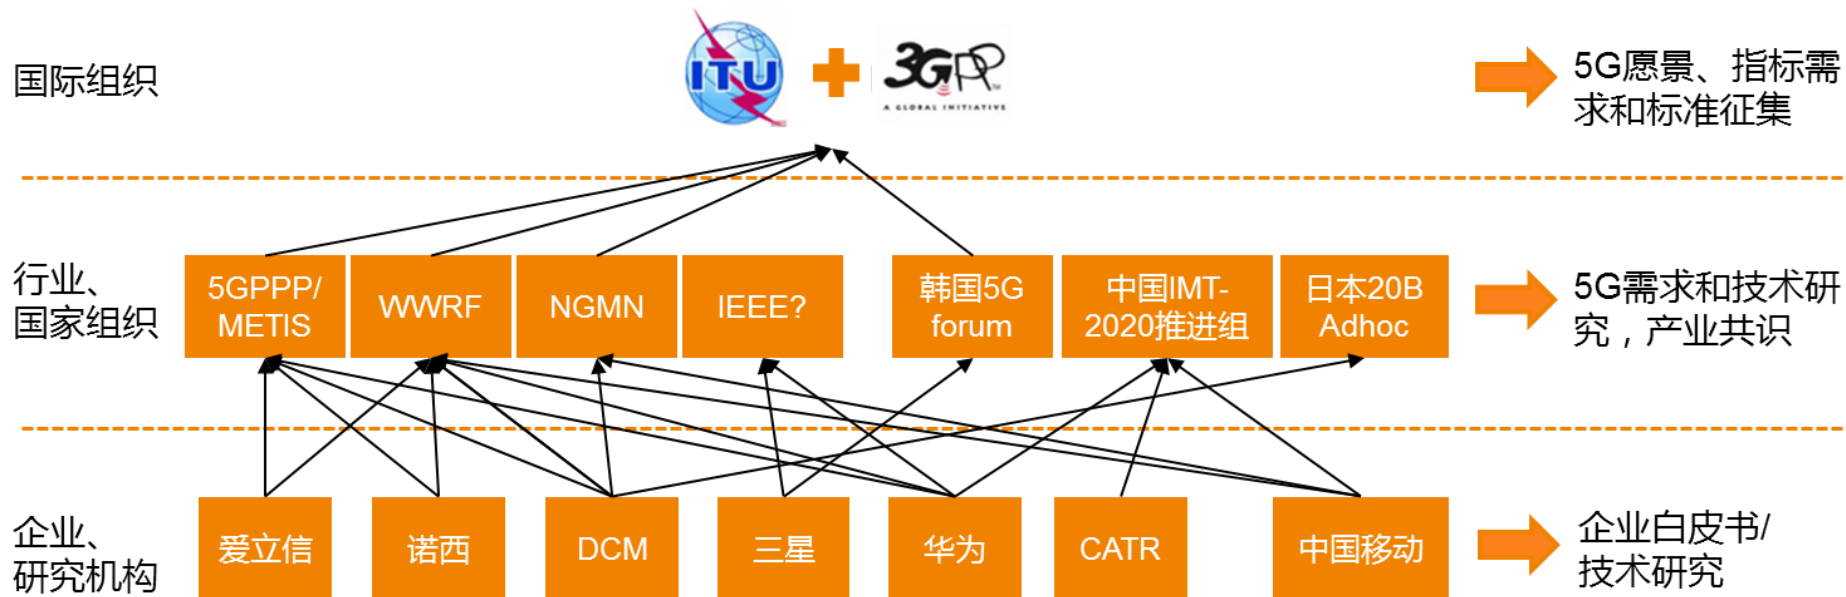 国际组织
ITU
3GPP
A GLOBAL INITIATIVE
5G愿景、指标需
求和标准征集
行业、
国家组织
5GPPP/
METIS
WWRF
NGMN
IEEE?
韩国5G
forum
中国IMT-
2020推进组
日本20B
Adhoc
5G需求和技术研
究，产业共识
企业、
研究机构
爱立信
诺西
DCM
三星
华为
CATR
中国移动
企业白皮书/
技术研究